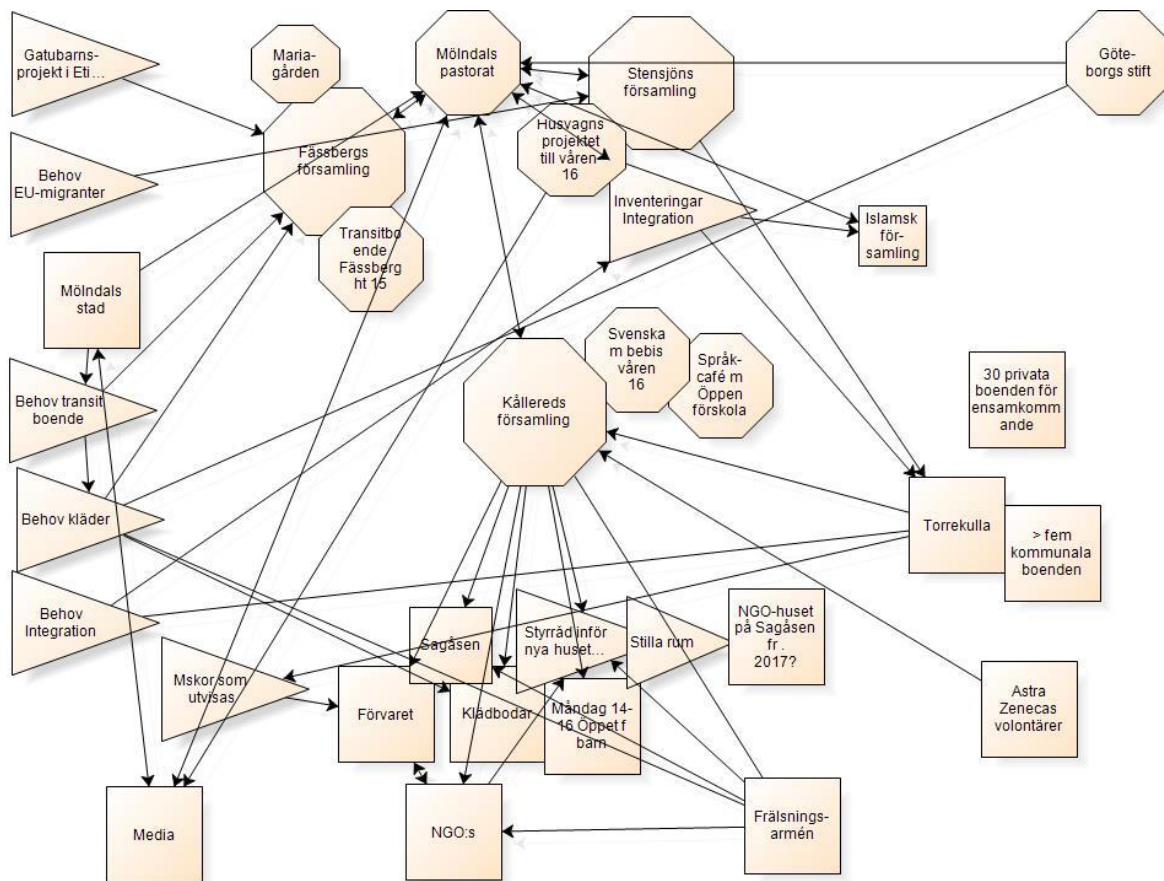 Gatubarns-
projekt i Eti...
Maria-
gården
Mölndals
pastorat
Stensjöns
församling
Göte-
borgs stift
Behov
EU-migranter
Fässbergs
församling
Husvagns
projektet
till våren
16
Inventeringar
Integration
Islamsk
för-
samling
Transitbo
ende
Fässberg
ht 15
Mölndals
stad
Behov transit
boende
Kållereds
församling
Svenska
m bebis
våren
16
Språk-
café m
Öppen
förskola
30 privata
boenden för
ensamkomm
ande
Behov kläder
Torrekulla
> fem
kommunala
boenden
Behov
Integration
Sagåsen
Styrråd inför
nya huset...
Stilla rum
NGO-huset
på Sagåsen
fr .
2017?
Mskor som
utvisas
Förvaret
Klädbodar
Måndag 14-
16 Öppet f
barn
Astra
Zenecas
volontärer
Media
NGO:s
Frälsnings-
armén